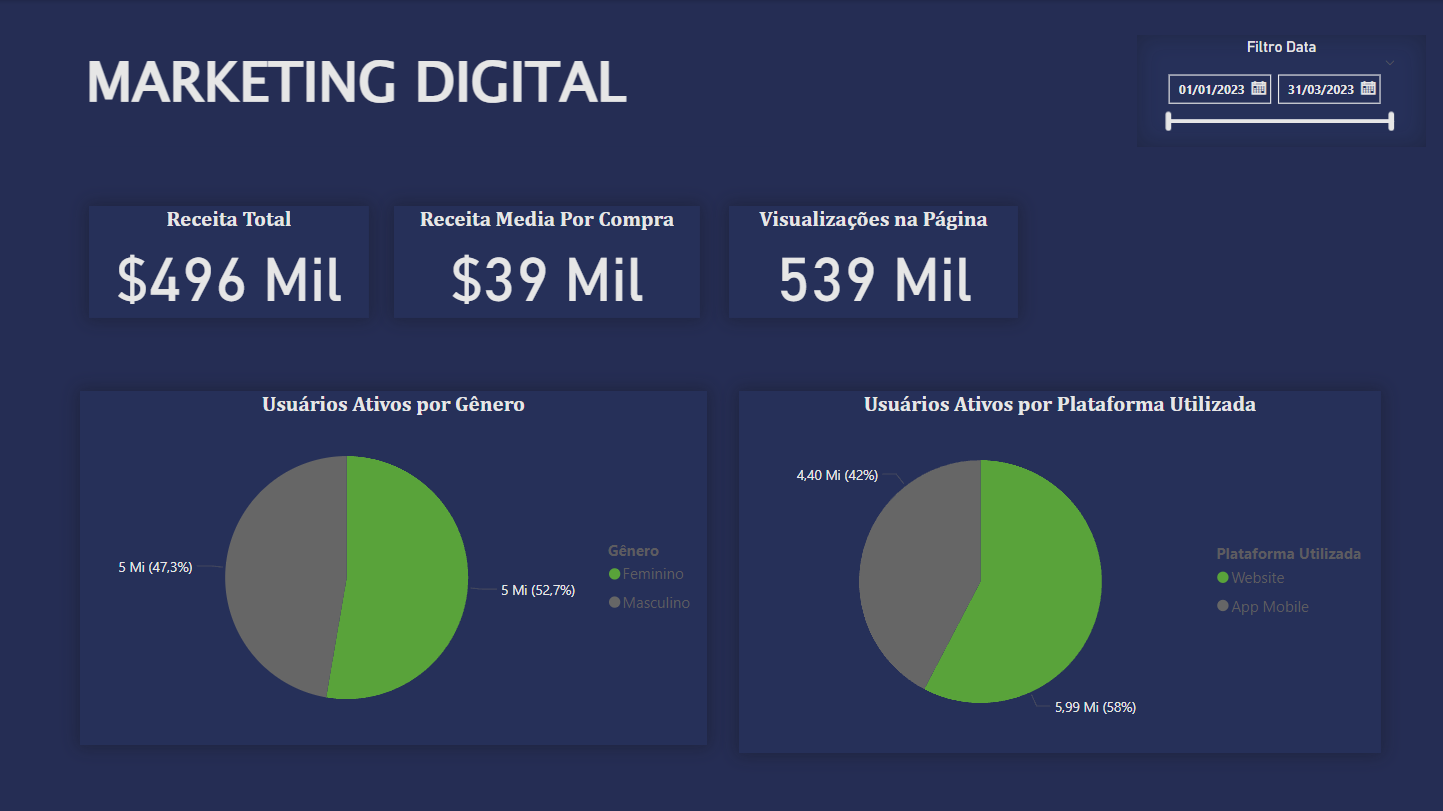 MARKETING DIGITAL
Filtro Data
01/01/2023
31/03/2023
Receita Total
$496 Mil
Receita Media Por Compra
$39 Mil
Visualizações na Página
539 Mil
Usuários Ativos por Gênero
5 Mi (47,3%)
5 Mi (52,7%)
Gênero
Feminino
Masculino
Usuários Ativos por Plataforma Utilizada
4,40 Mi (42%)
5,99 Mi (58%)
Plataforma Utilizada
Website
App Mobile